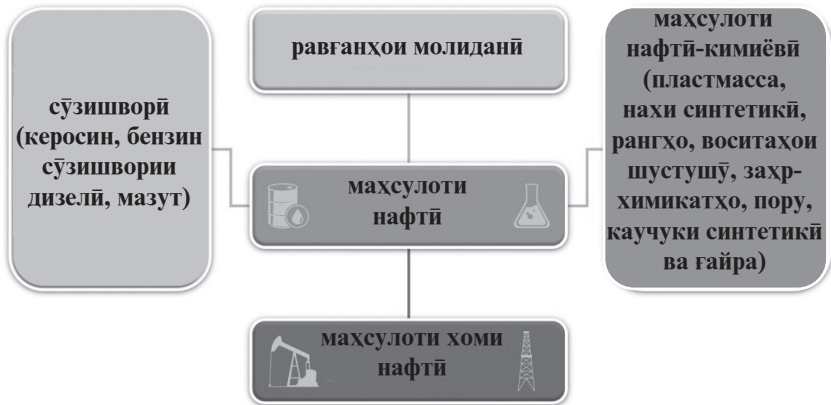 равғанҳои молиданӣ
сӯзишворӣ
(керосин, бензин
сӯзишвории
дизелӣ, мазут)
маҳсулоти
нафтӣ
маҳсулоти
нафтӣ-кимиёвӣ
(пластмасса,
нахи синтетикӣ,
рангҳо, воситаҳои
шустушӯ, заҳр-
химикатҳо, пору,
каучуки синтетикӣ
ва ғайра)
маҳсулоти хоми
нафтӣ